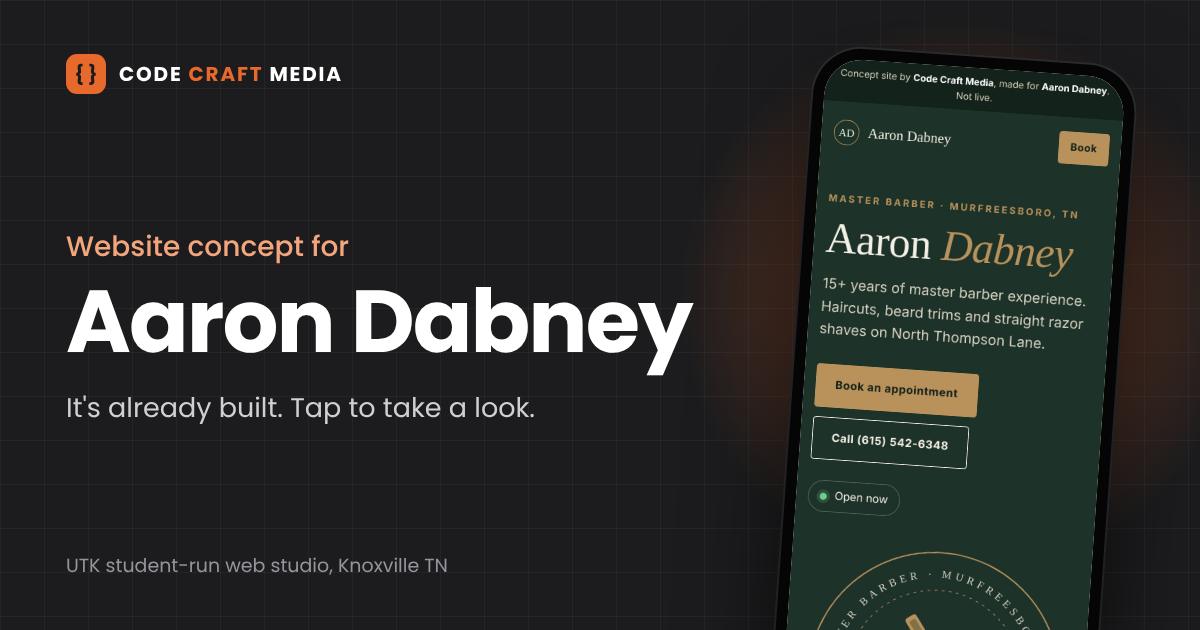 { } CODE CRAFT MEDIA
Website concept for
Aaron Dabney
It's already built. Tap to take a look.
UTK student-run web studio, Knoxville TN
Concept site by Code Craft Media, made for Aaron Dabney.
Not live.
AD Aaron Dabney
Book
MASTER BARBER · MURFREESBORO, TN
Aaron Dabney
15+ years of master barber experience.
Haircuts, beard trims and straight razor
shaves on North Thompson Lane.
Book an appointment
Call (615) 542-6348
Open now
BARBER ·